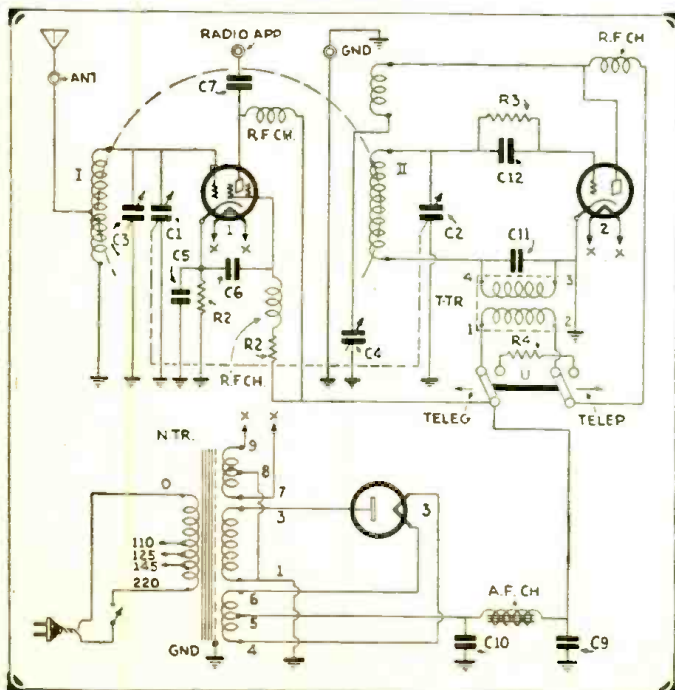 RADIO APP
GND
R.F.CH
ANT
C7
R3
R.F.CH.
I
II
C12
C3
C1
1
C2
2
X X
X X
C5
C6
C11
R2
4 3
T.TR
1 2
R2
C4
R4
U
R.F.CH.
TELEG
TELEP
X X
N.TR.
9
8
0
7
3
3
110
125
145
1
220
6
A.F.CH
5
GND
4
C10
C9